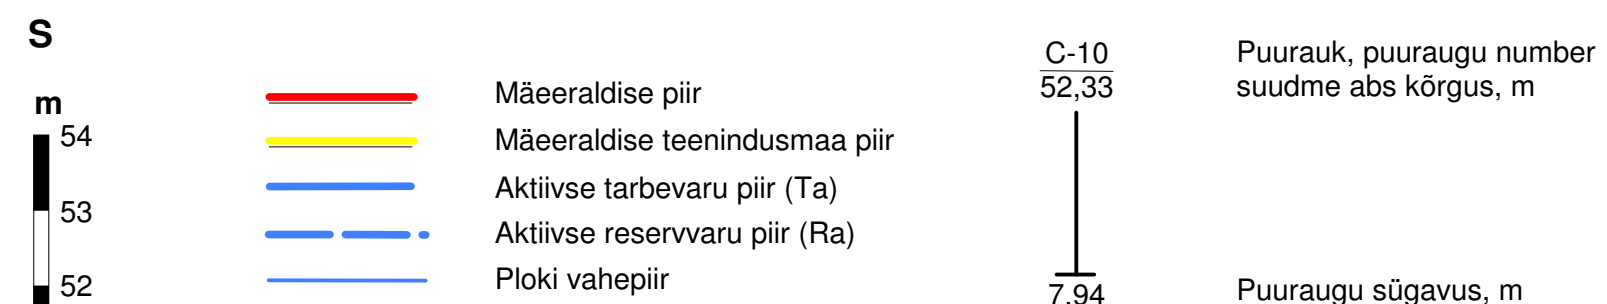 S
m
54
53
52
Mäeeraldise piir
Mäeeraldise teenindusmaa piir
Aktiivse tarbevaru piir (Ta)
Aktiivse reservvaru piir (Ra)
Ploki vahepiir
C-10
52,33
7,94
Puurauk, puuraugu number
suudme abs kõrgus, m
Puuraugu sügavus, m